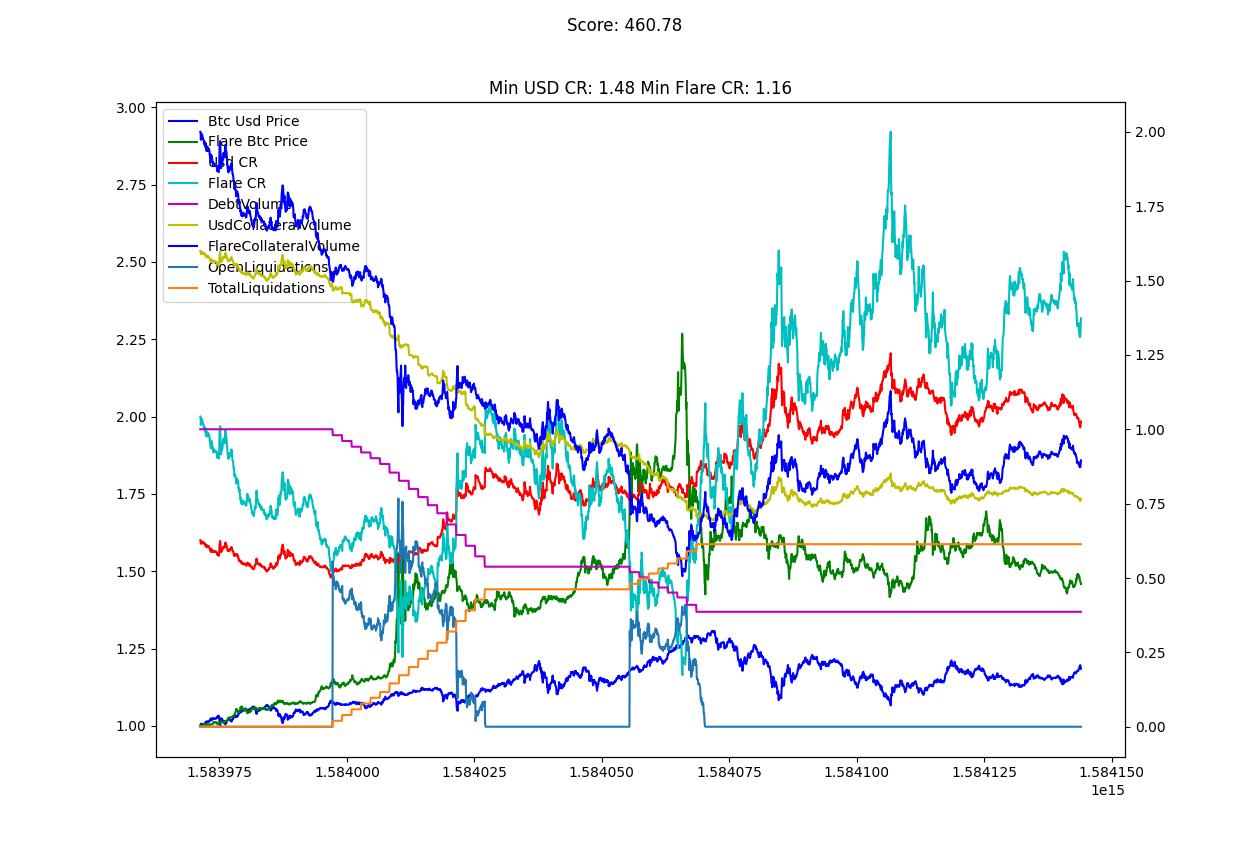 Score: 460.78
Min USD CR: 1.48 Min Flare CR: 1.16
3.00
2.75
2.50
2.25
2.00
1.75
1.50
1.25
1.00
Btc Usd Price
Flare Btc Price
Usd CR
Flare CR
DebtVolume
UsdCollateralVolume
FlareCollateralVolume
OpenLiquidations
TotalLiquidations
2.00
1.75
1.50
1.25
1.00
0.75
0.50
0.25
0.00
1.583975 1.584000 1.584025 1.584050 1.584075 1.584100 1.584125 1.584150
1e15